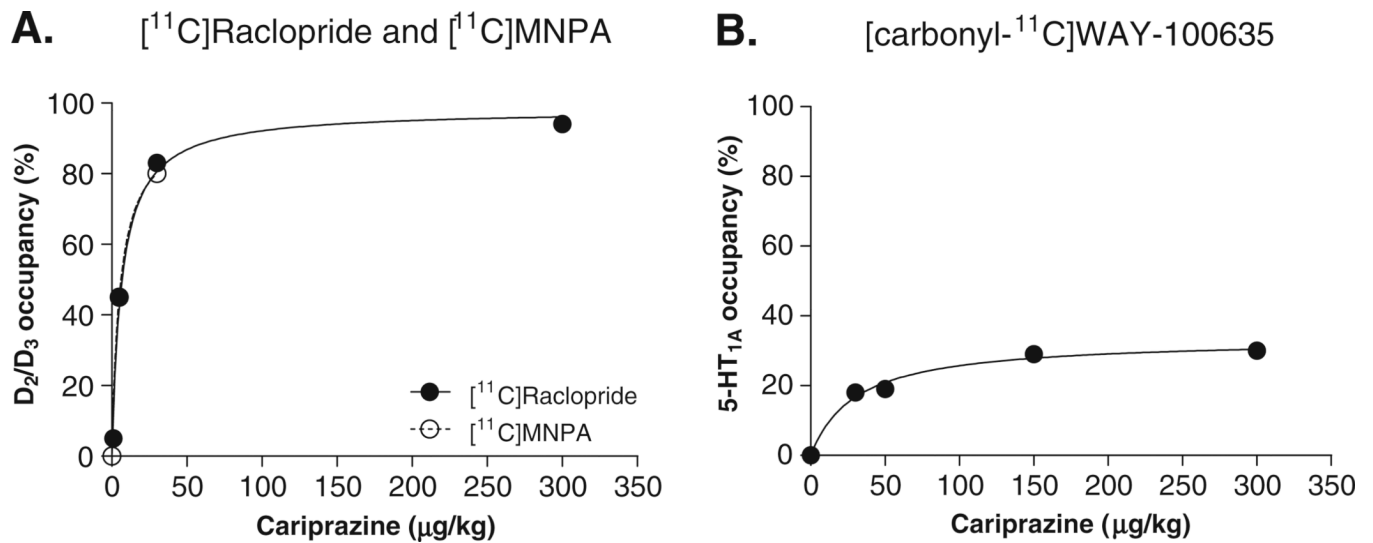 A. [¹¹C]Raclopride and [¹¹C]MNPA
100
80
60
40
20
0
D₂/D₃ occupancy (%)
[¹¹C]Raclopride
[¹¹C]MNPA
0 50 100 150 200 250 300 350
Cariprazine (μg/kg)
B. [carbonyl-¹¹C]WAY-100635
100
80
60
40
20
0
5-HT₁A occupancy (%)
0 50 100 150 200 250 300 350
Cariprazine (μg/kg)